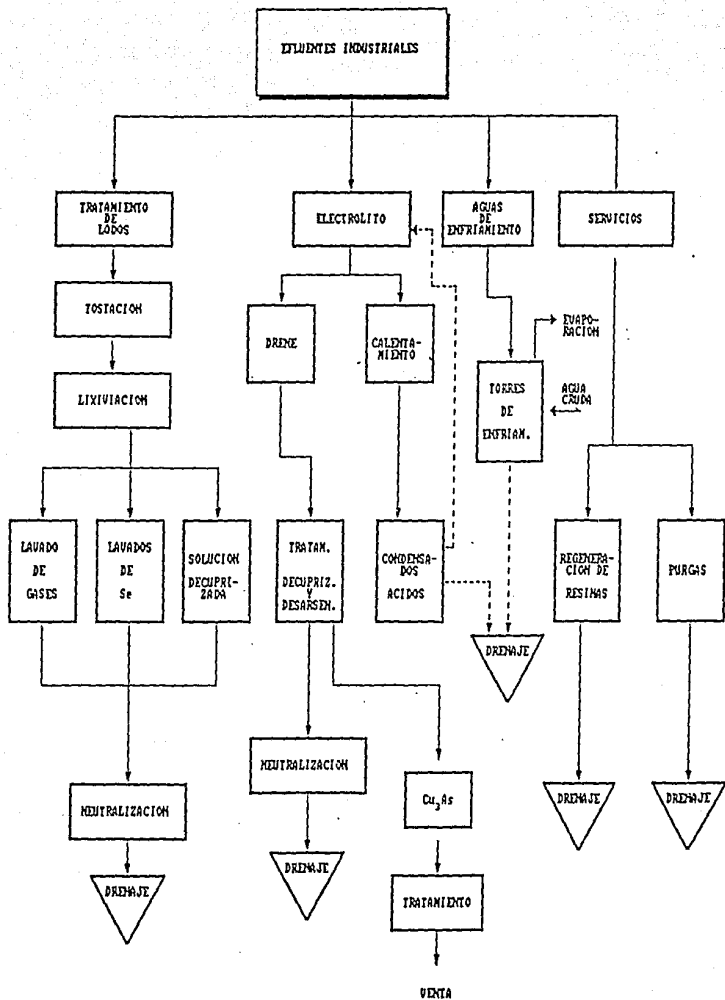 EFLUENTES INDUSTRIALES
TRATAMIENTO
DE
LODOS
ELECTROLITO
AGUAS
DE
ENFRIAMIENTO
SERVICIOS
TOSTACION
DRENE
CALENTA-
MIENTO
EVAPO-
RACION
TORRES
DE
ENFRIAM.
AGUA
CRUDA
LIXIVIACION
LAVADO
DE
GASES
LAVADOS
DE
Se
SOLUCION
DECUPRI-
ZADA
TRATAM.
DECUPRIZ.
Y
DESARSEN.
CONDENSA-
DOS
ACIDOS
REGENERA-
CION DE
RESINAS
PURGAS
DRENAJE
NEUTRALIZACION
Cu3As
DRENAJE
DRENAJE
NEUTRALIZACION
DRENAJE
DRENAJE
TRATAMIENTO
VENTA